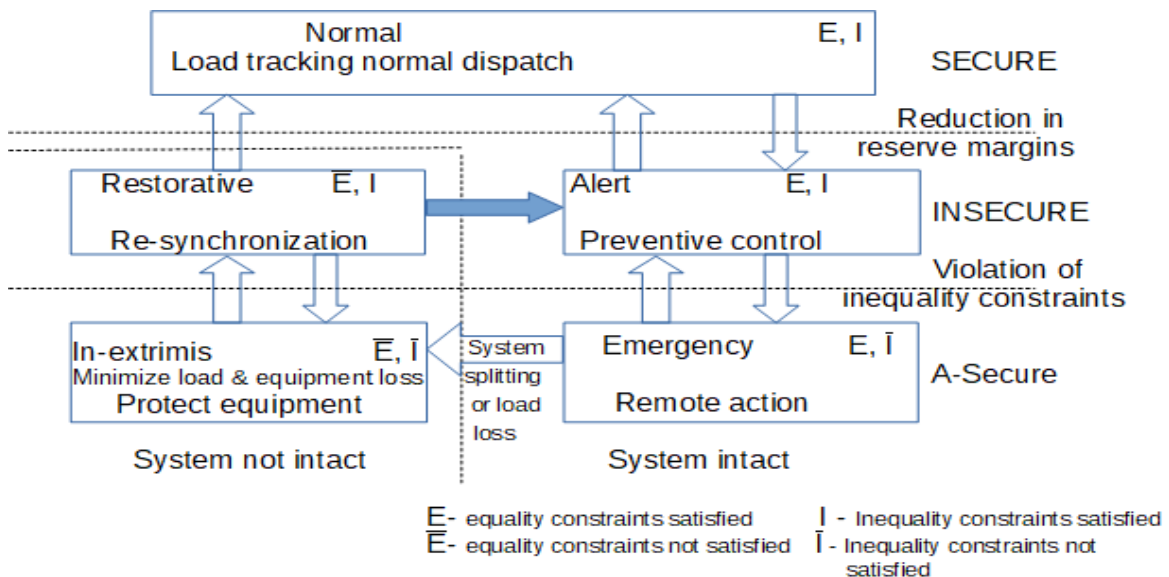 Normal E, I
Load tracking normal dispatch
SECURE
Reduction in
reserve margins
Restorative E̅, I
Re-synchronization
Alert E, I
Preventive control
INSECURE
Violation of
inequality constraints
In-extrimis E̅, Ī
Minimize load & equipment loss
Protect equipment
System
splitting
or load
loss
Emergency E, Ī
Remote action
A-Secure
System not intact
System intact
E- equality constraints satisfied
E̅- equality constraints not satisfied
I - Inequality constraints satisfied
Ī - Inequality constraints not
satisfied